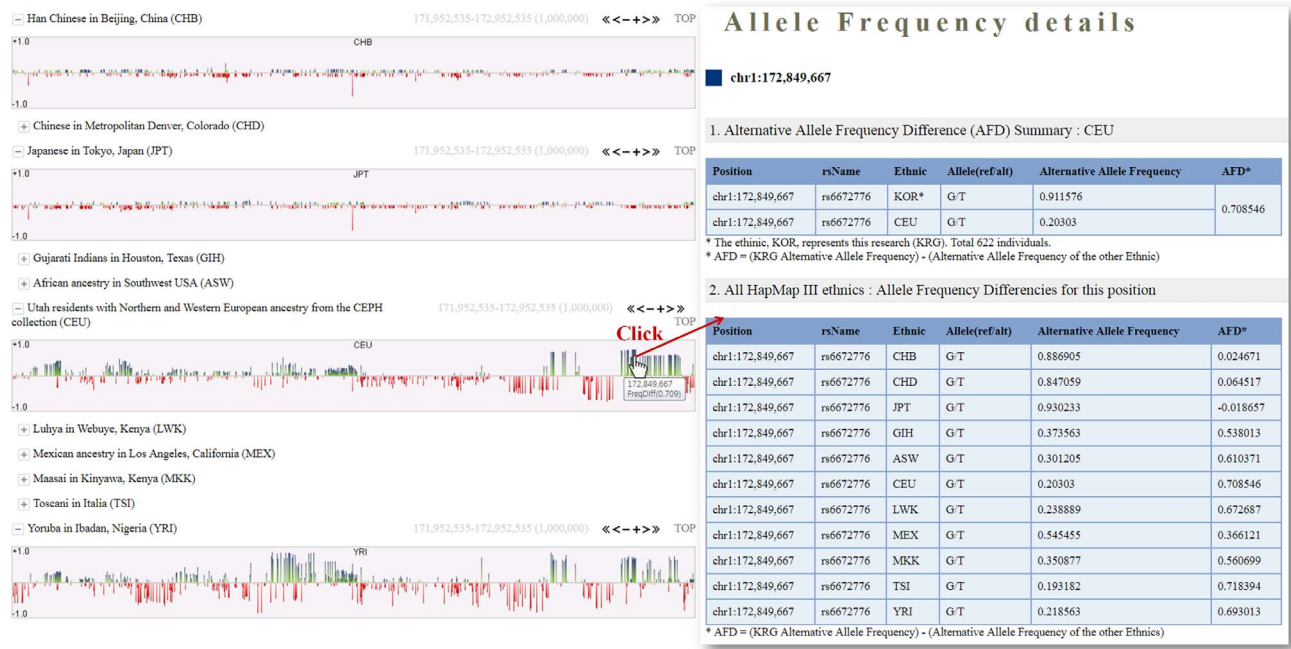 − Han Chinese in Beijing, China (CHB) 171,952,535-172,952,535 (1,000,000) ≪<−+>≫ TOP
+1.0 CHB
-1.0
+ Chinese in Metropolitan Denver, Colorado (CHD)
− Japanese in Tokyo, Japan (JPT) 171,952,535-172,952,535 (1,000,000) ≪<−+>≫ TOP
+1.0 JPT
-1.0
+ Gujarati Indians in Houston, Texas (GIH)
+ African ancestry in Southwest USA (ASW)
− Utah residents with Northern and Western European ancestry from the CEPH 171,952,535-172,952,535 (1,000,000) ≪<−+>≫
collection (CEU) TOP
Click
+1.0 CEU
172,849,667
FreqDiff(0.709)
-1.0
+ Luhya in Webuye, Kenya (LWK)
+ Mexican ancestry in Los Angeles, California (MEX)
+ Maasai in Kinyawa, Kenya (MKK)
+ Toscani in Italia (TSI)
− Yoruba in Ibadan, Nigeria (YRI) 171,952,535-172,952,535 (1,000,000) ≪<−+>≫ TOP
+1.0 YRI
-1.0
Allele Frequency details
chr1:172,849,667
1. Alternative Allele Frequency Difference (AFD) Summary : CEU
Position rsName Ethnic Allele(ref/alt) Alternative Allele Frequency AFD*
chr1:172,849,667 rs6672776 KOR* G/T 0.911576 0.708546
chr1:172,849,667 rs6672776 CEU G/T 0.20303
* The ethinic, KOR, represents this research (KRG). Total 622 individuals.
* AFD = (KRG Alternative Allele Frequency) - (Alternative Allele Frequency of the other Ethnic)
2. All HapMap III ethnics : Allele Frequency Differencies for this position
Position rsName Ethnic Allele(ref/alt) Alternative Allele Frequency AFD*
chr1:172,849,667 rs6672776 CHB G/T 0.886905 0.024671
chr1:172,849,667 rs6672776 CHD G/T 0.847059 0.064517
chr1:172,849,667 rs6672776 JPT G/T 0.930233 -0.018657
chr1:172,849,667 rs6672776 GIH G/T 0.373563 0.538013
chr1:172,849,667 rs6672776 ASW G/T 0.301205 0.610371
chr1:172,849,667 rs6672776 CEU G/T 0.20303 0.708546
chr1:172,849,667 rs6672776 LWK G/T 0.238889 0.672687
chr1:172,849,667 rs6672776 MEX G/T 0.545455 0.366121
chr1:172,849,667 rs6672776 MKK G/T 0.350877 0.560699
chr1:172,849,667 rs6672776 TSI G/T 0.193182 0.718394
chr1:172,849,667 rs6672776 YRI G/T 0.218563 0.693013
* AFD = (KRG Alternative Allele Frequency) - (Alternative Allele Frequency of the other Ethnics)